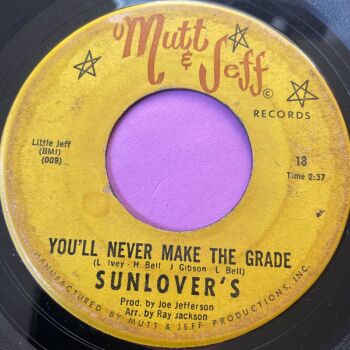 Mutt
& Jeff
©
RECORDS
Little Jeff
(BMI)
(009)
18
Time 2:37
YOU'LL NEVER MAKE THE GRADE
(L. Ivey - H. Bell J. Gibson - L. Bell)
SUNLOVER'S
Prod. by Joe Jefferson
Arr. by Ray Jackson
MANUFACTURED BY MUTT & JEFF PRODUCTIONS, INC.